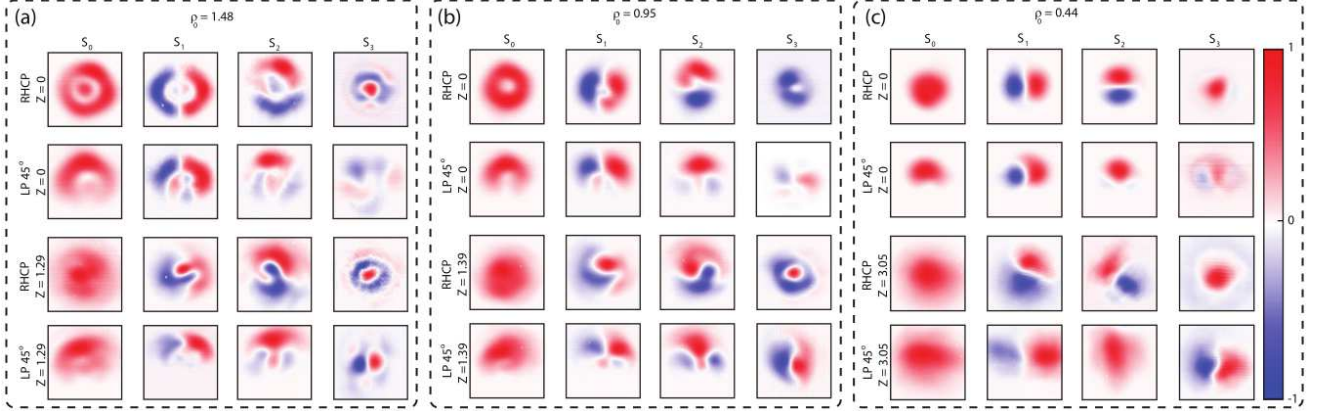 (a)
ρ₀ = 1.48
S₀ S₁ S₂ S₃
RHCP
Z = 0
LP 45°
Z = 0
RHCP
Z = 1.29
LP 45°
Z = 1.29
(b)
ρ₀ = 0.95
S₀ S₁ S₂ S₃
RHCP
Z = 0
LP 45°
Z = 0
RHCP
Z = 1.39
LP 45°
Z =1.39
(c)
ρ₀ = 0.44
S₀ S₁ S₂ S₃
RHCP
Z = 0
LP 45°
Z = 0
RHCP
Z = 3.05
LP 45°
Z = 3.05
1
0
-1